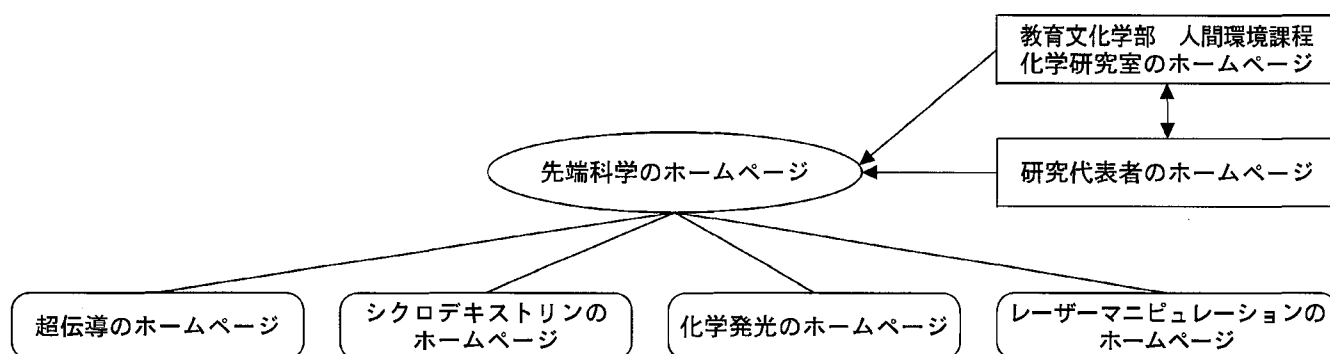 教育文化学部　人間環境課程
化学研究室のホームページ
先端科学のホームページ
研究代表者のホームページ
超伝導のホームページ
シクロデキストリンの
ホームページ
化学発光のホームページ
レーザーマニピュレーションの
ホームページ